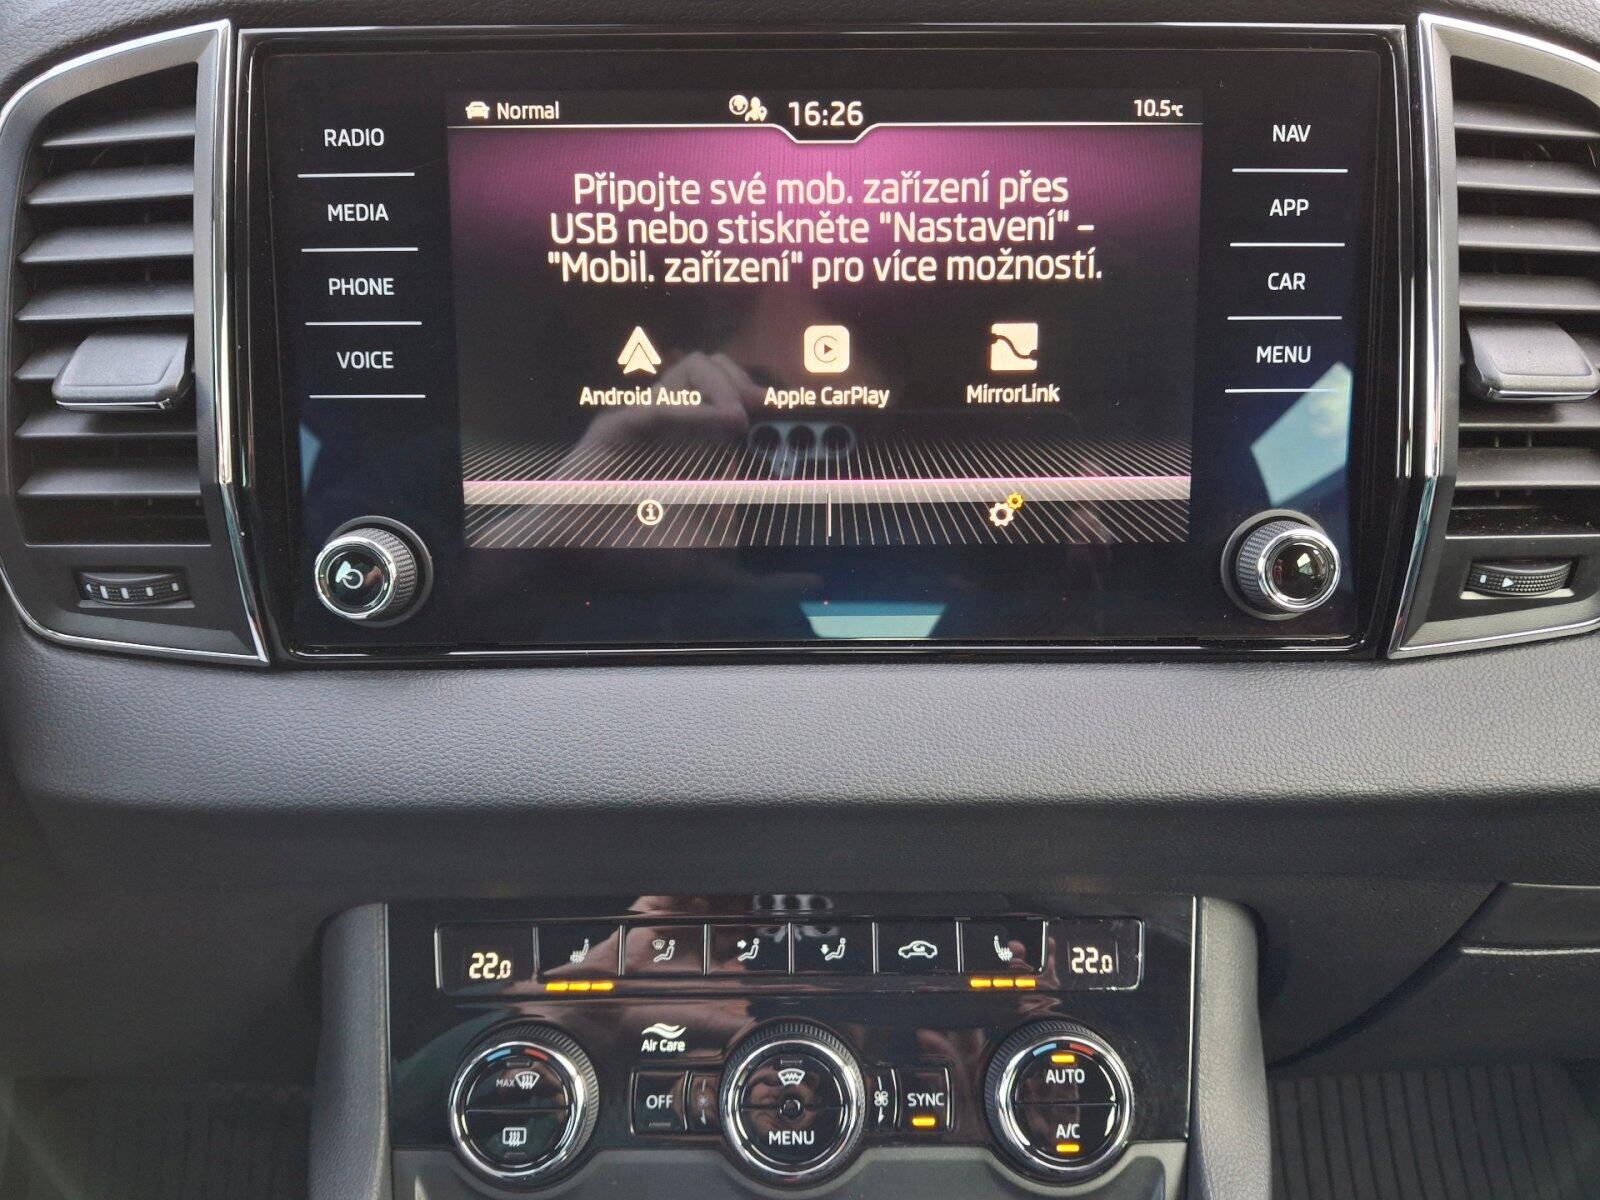 Normal 16:26 10.5°C
RADIO
MEDIA
PHONE
VOICE
Připojte své mob. zařízení přes
USB nebo stiskněte "Nastavení" –
"Mobil. zařízení" pro více možností.
Android Auto Apple CarPlay MirrorLink
NAV
APP
CAR
MENU
22.0 22.0
Air Care
MAX
OFF
MENU
SYNC
AUTO
A/C